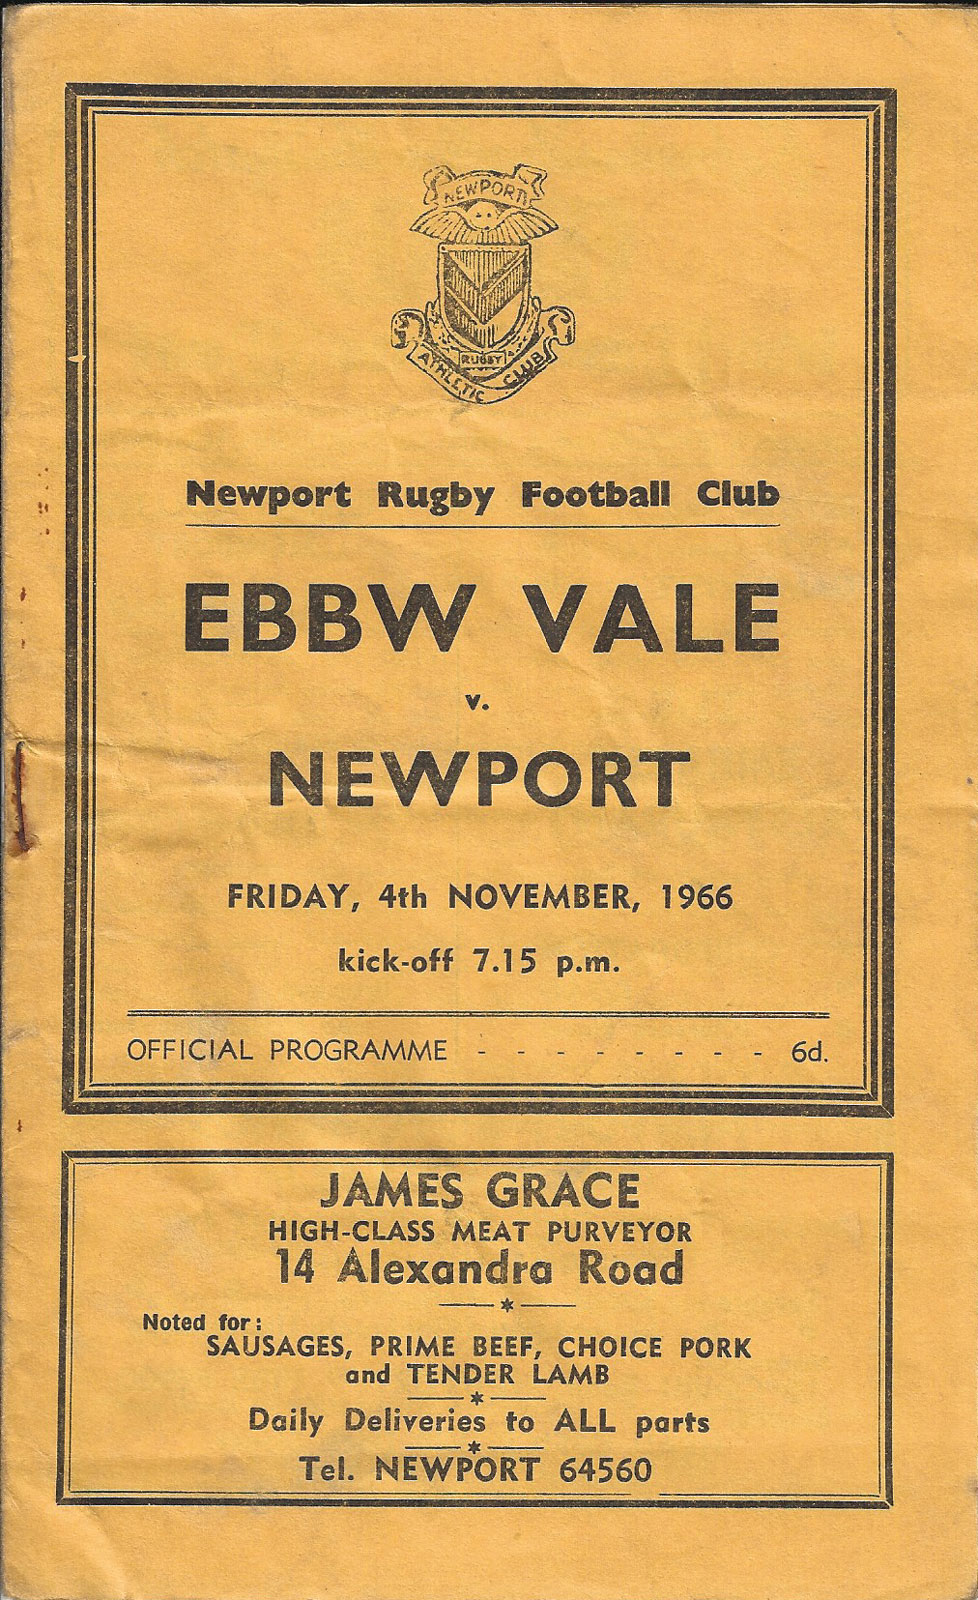 NEWPORT
RUGBY
ATHLETIC CLUB
Newport Rugby Football Club
EBBW VALE
v.
NEWPORT
FRIDAY, 4th NOVEMBER, 1966
kick-off 7.15 p.m.
OFFICIAL PROGRAMME - - - - - - - - - 6d.
JAMES GRACE
HIGH-CLASS MEAT PURVEYOR
14 Alexandra Road
Noted for:
SAUSAGES, PRIME BEEF, CHOICE PORK
and TENDER LAMB
Daily Deliveries to ALL parts
Tel. NEWPORT 64560